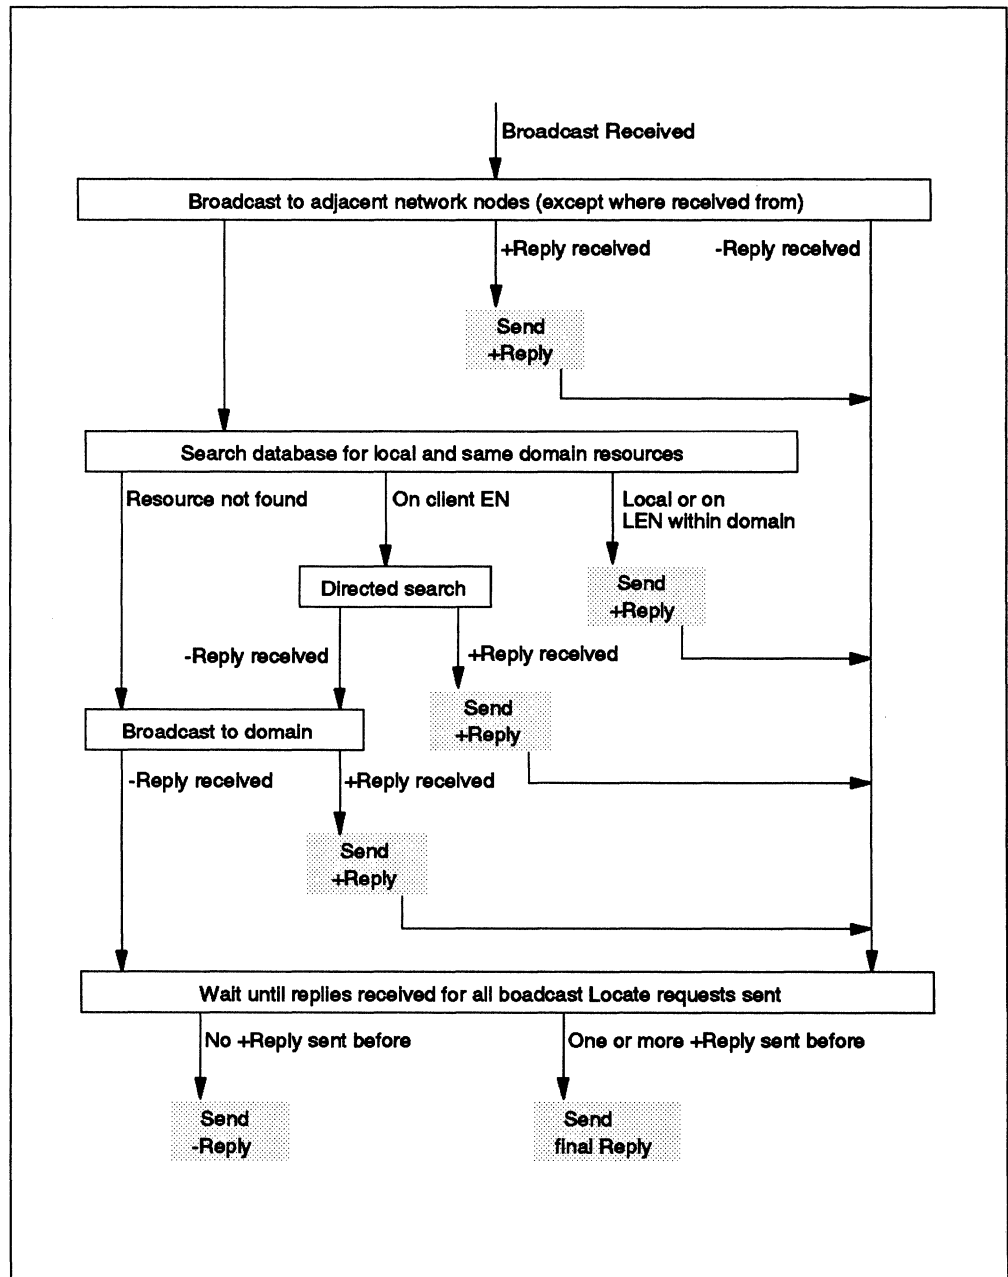 Broadcast Received
Broadcast to adjacent network nodes (except where received from)
+Reply received
-Reply received
Send
+Reply
Search database for local and same domain resources
Resource not found
On client EN
Local or on
LEN within domain
Directed search
Send
+Reply
-Reply received
+Reply received
Send
+Reply
Broadcast to domain
-Reply received
+Reply received
Send
+Reply
Wait until replies received for all boadcast Locate requests sent
No +Reply sent before
One or more +Reply sent before
Send
-Reply
Send
final Reply